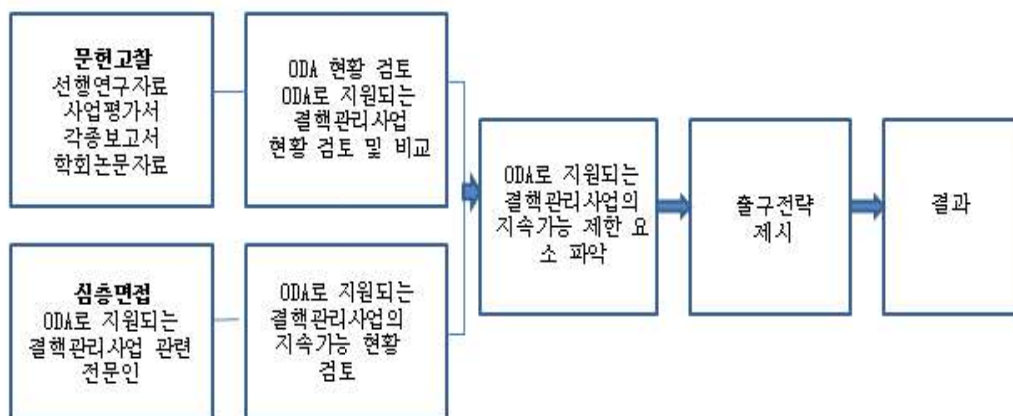 문헌고찰
선행연구자료
사업평가서
각종보고서
학회논문자료
ODA 현황 검토
ODA로 지원되는
결핵관리사업
현황 검토 및 비교
심층면접
ODA로 지원되는
결핵관리사업 관련
전문인
ODA로 지원되는
결핵관리사업의
지속가능 현황
검토
ODA로 지원되는
결핵관리사업의
지속가능 제한 요
소 파악
출구전략
제시
결과